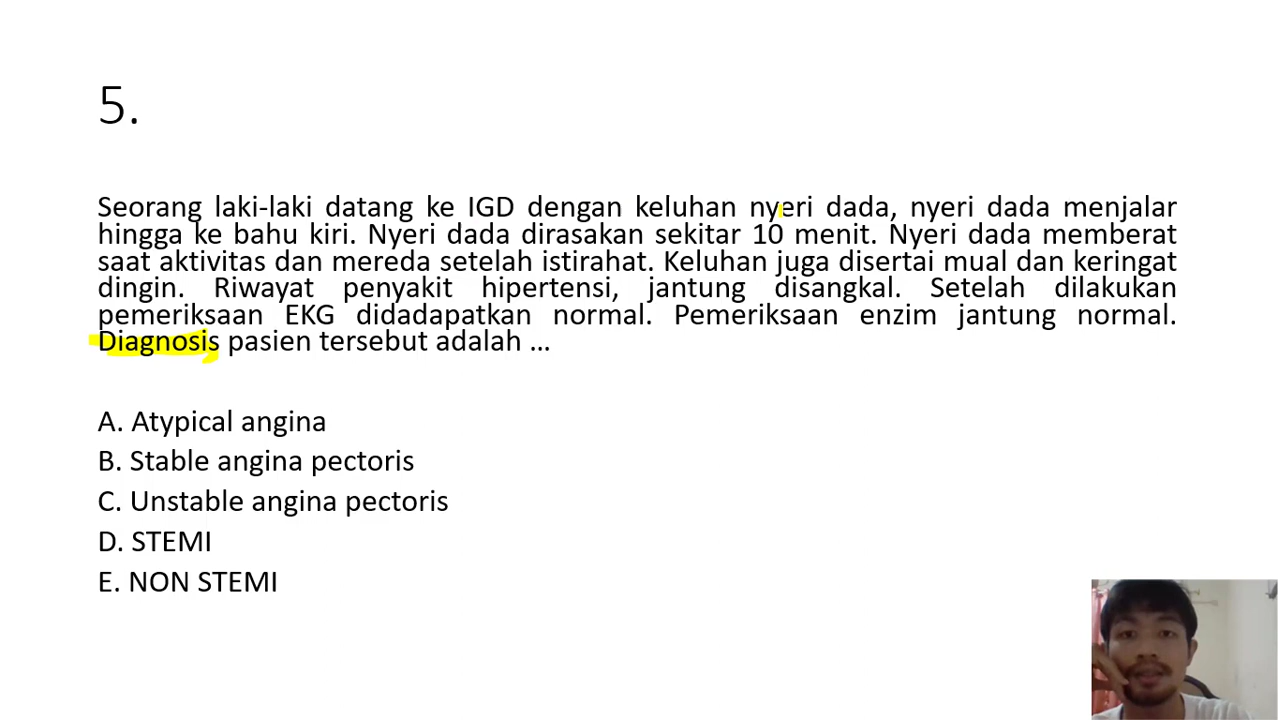 5.
Seorang laki-laki datang ke IGD dengan keluhan nyeri dada, nyeri dada menjalar
hingga ke bahu kiri. Nyeri dada dirasakan sekitar 10 menit. Nyeri dada memberat
saat aktivitas dan mereda setelah istirahat. Keluhan juga disertai mual dan keringat
dingin. Riwayat penyakit hipertensi, jantung disangkal. Setelah dilakukan
pemeriksaan EKG didadapatkan normal. Pemeriksaan enzim jantung normal.
Diagnosis pasien tersebut adalah ...
A. Atypical angina
B. Stable angina pectoris
C. Unstable angina pectoris
D. STEMI
E. NON STEMI